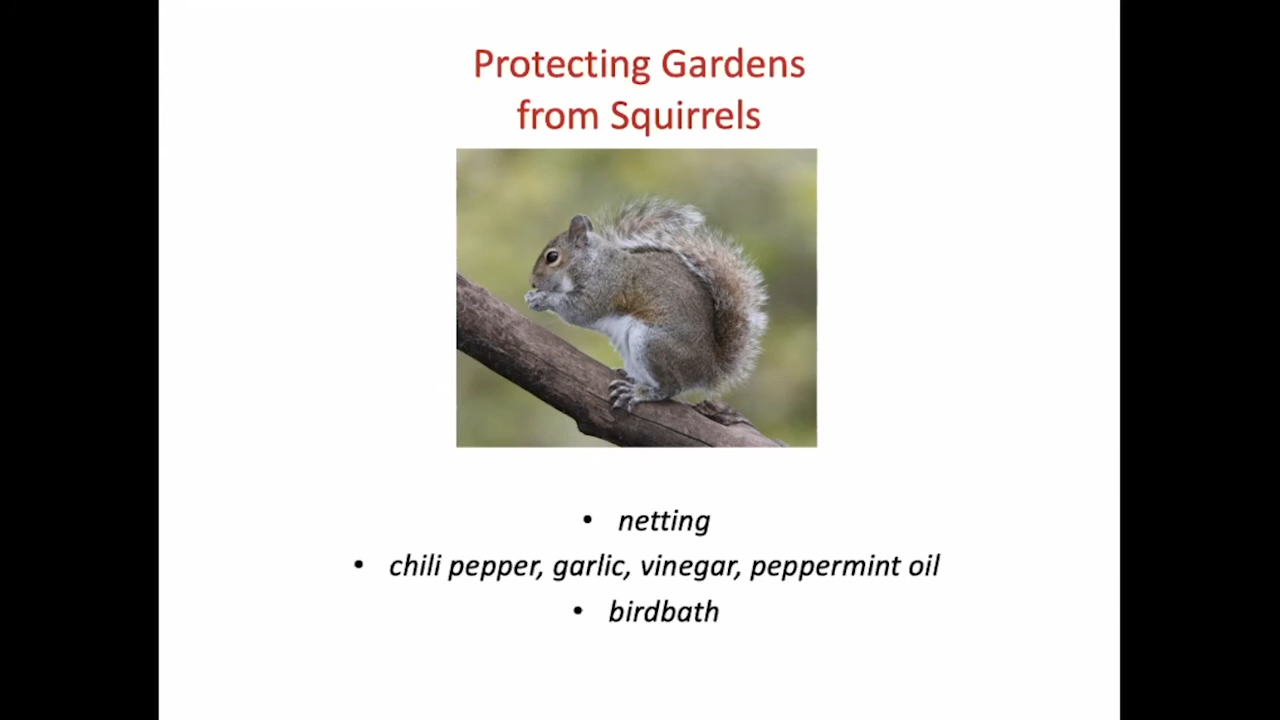 Protecting Gardens
from Squirrels
• netting
• chili pepper, garlic, vinegar, peppermint oil
• birdbath